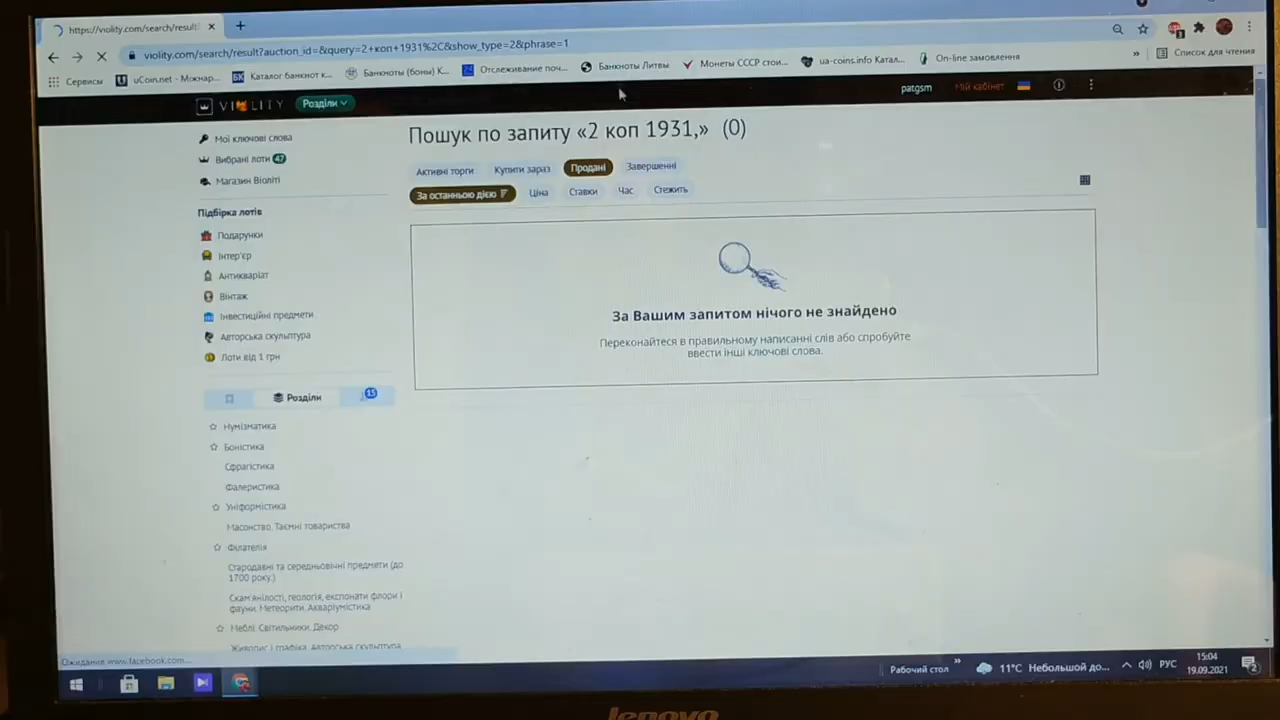 https://violity.com/search/result
violity.com/search/result?auction_id=&query=2+коп+1931%2C&show_type=2&phrase=1
Сервисы
uCoin.net - Міжнар...
Каталог банкнот к...
Банкноты (боны) К...
Отслеживание поч...
Банкноты Литвы
Монеты СССР стои...
ua-coins.info Катал...
On-line замовлення
»
Список для чтения
VIOLITY
Розділи
patgsm
Мій кабінет
Мої ключові слова
Вибрані лоти 47
Магазин Віоліті
Підбірка лотів
Подарунки
Інтер'єр
Антикваріат
Вінтаж
Інвестиційні предмети
Авторська скульптура
Лоти від 1 грн
Розділи
15
Нумізматика
Боністика
Сфрагістика
Фалеристика
Уніформістика
Масонство. Таємні товариства
Філателія
Стародавні та середньовічні предмети (до
1700 року.)
Скам'янілості, геологія, експонати флори і
фауни. Метеорити. Акваріумістика
Меблі. Світильники. Декор
Живопис і графіка. Авторська скульптура
Пошук по запиту «2 коп 1931,» (0)
Активні торги
Купити зараз
Продані
Завершенні
За останньою дією
Ціна
Ставки
Час
Стежить
За Вашим запитом нічого не знайдено
Переконайтеся в правильному написанні слів або спробуйте
ввести інші ключові слова.
Ожидание www.facebook.com...
Рабочий стол
»
11°C Небольшой до...
РУС
15:04
19.09.2021
2
lenovo